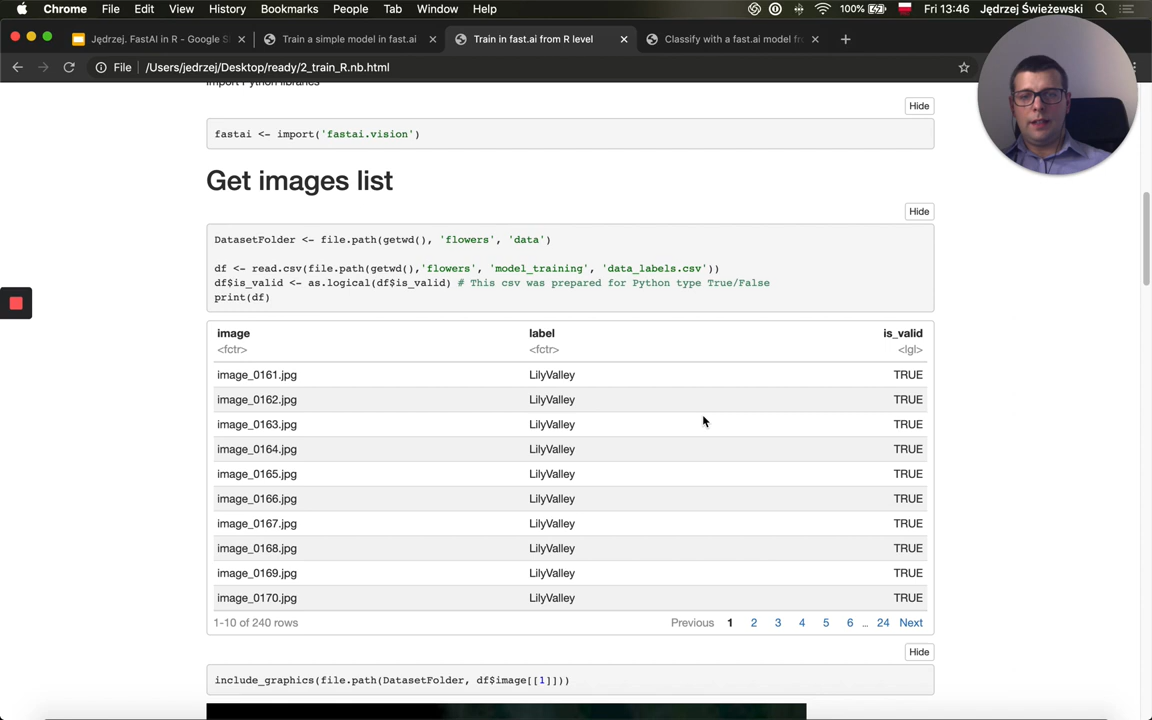 Chrome File Edit View History Bookmarks People Tab Window Help 100% Fri 13:46 Jędrzej Świeżewski
Jędrzej. FastAI in R - Google S Train a simple model in fast.ai Train in fast.ai from R level Classify with a fast.ai model fr
File /Users/jedrzej/Desktop/ready/2_train_R.nb.html
Import Python libraries
Hide
fastai <- import('fastai.vision')
Get images list
Hide
DatasetFolder <- file.path(getwd(), 'flowers', 'data')
df <- read.csv(file.path(getwd(),'flowers', 'model_training', 'data_labels.csv'))
df$is_valid <- as.logical(df$is_valid) # This csv was prepared for Python type True/False
print(df)
image label is_valid
<fctr> <fctr> <lgl>
image_0161.jpg LilyValley TRUE
image_0162.jpg LilyValley TRUE
image_0163.jpg LilyValley TRUE
image_0164.jpg LilyValley TRUE
image_0165.jpg LilyValley TRUE
image_0166.jpg LilyValley TRUE
image_0167.jpg LilyValley TRUE
image_0168.jpg LilyValley TRUE
image_0169.jpg LilyValley TRUE
image_0170.jpg LilyValley TRUE
1-10 of 240 rows Previous 1 2 3 4 5 6 ... 24 Next
Hide
include_graphics(file.path(DatasetFolder, df$image[[1]]))